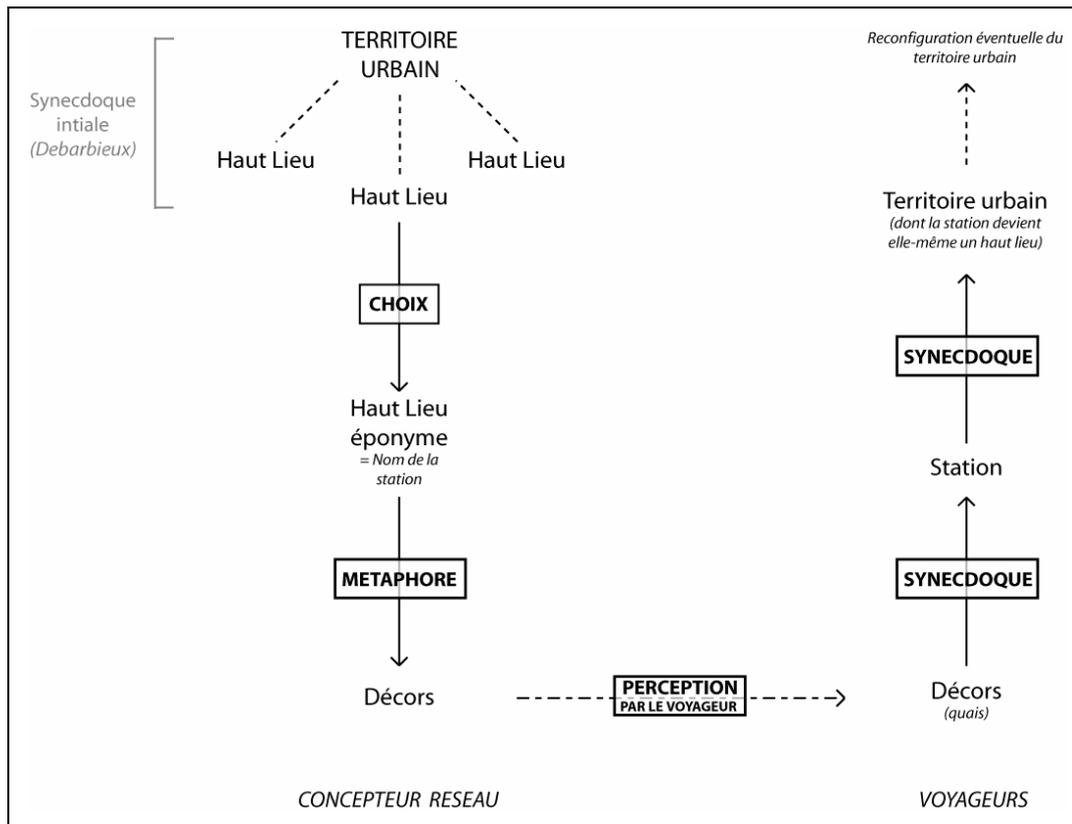 TERRITOIRE
URBAIN
Synecdoque
intiale
(Debarbieux)
Haut Lieu
Haut Lieu
Haut Lieu
CHOIX
Haut Lieu
éponyme
= Nom de la
station
METAPHORE
Décors
PERCEPTION
PAR LE VOYAGEUR
Reconfiguration éventuelle du
territoire urbain
Territoire urbain
(dont la station devient
elle-même un haut lieu)
SYNECDOQUE
Station
SYNECDOQUE
Décors
(quais)
CONCEPTEUR RESEAU
VOYAGEURS